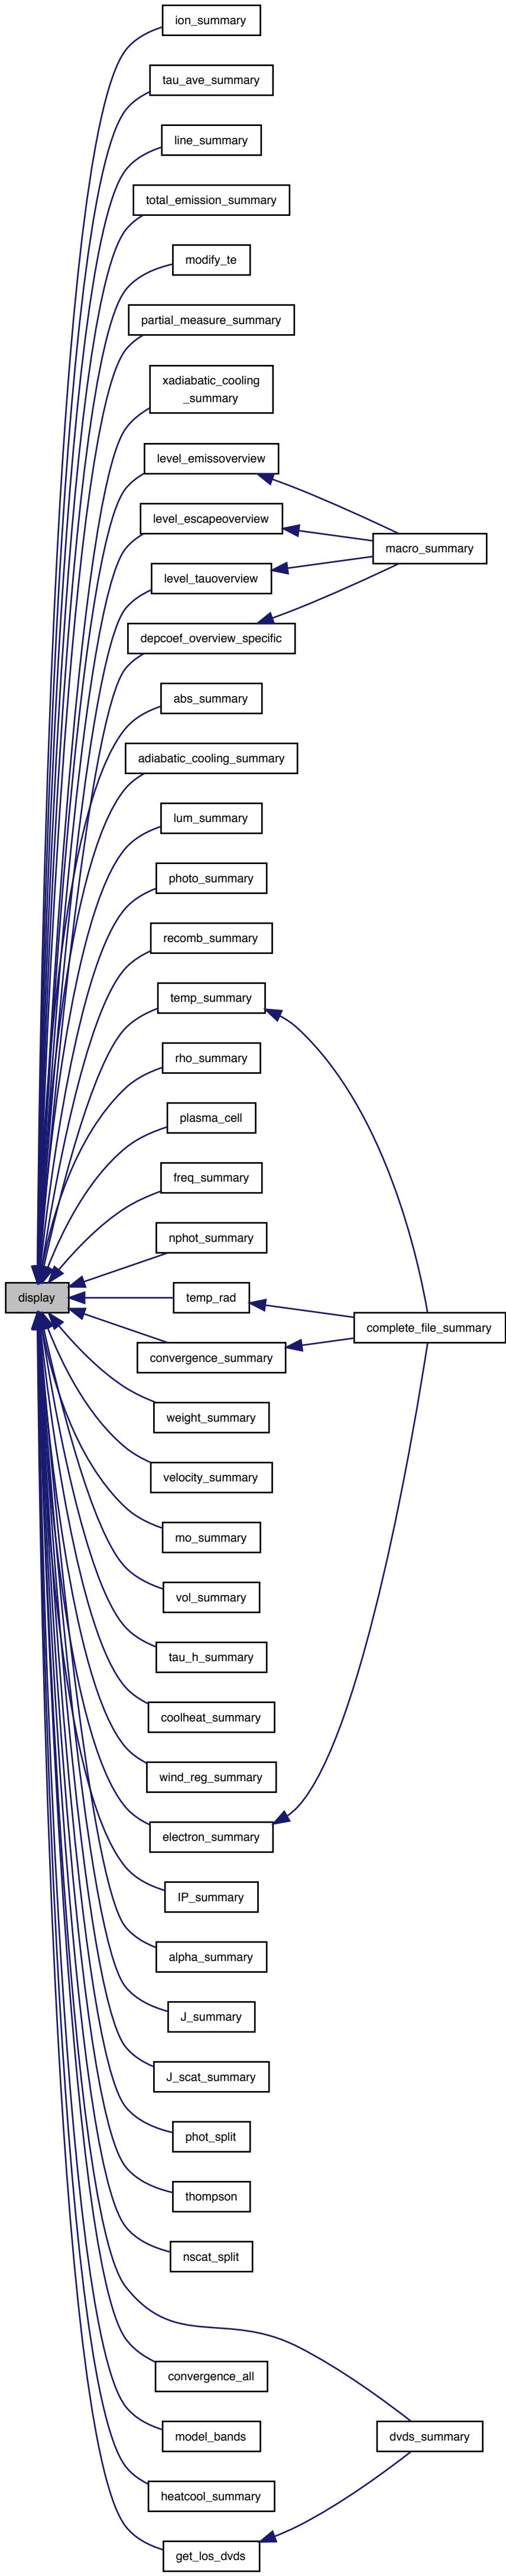 ion_summary
tau_ave_summary
line_summary
total_emission_summary
modify_te
partial_measure_summary
xadiabatic_cooling
_summary
level_emissoverview
level_escapeoverview
macro_summary
level_tauoverview
depcoef_overview_specific
abs_summary
adiabatic_cooling_summary
lum_summary
photo_summary
recomb_summary
temp_summary
rho_summary
plasma_cell
freq_summary
nphot_summary
display
temp_rad
complete_file_summary
convergence_summary
weight_summary
velocity_summary
mo_summary
vol_summary
tau_h_summary
coolheat_summary
wind_reg_summary
electron_summary
IP_summary
alpha_summary
J_summary
J_scat_summary
phot_split
thompson
nscat_split
convergence_all
model_bands
dvds_summary
heatcool_summary
get_los_dvds